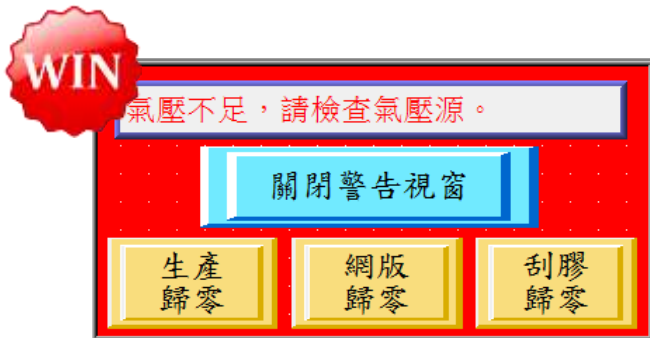 WIN
氣壓不足，請檢查氣壓源。
關閉警告視窗
生產
歸零
網版
歸零
刮膠
歸零